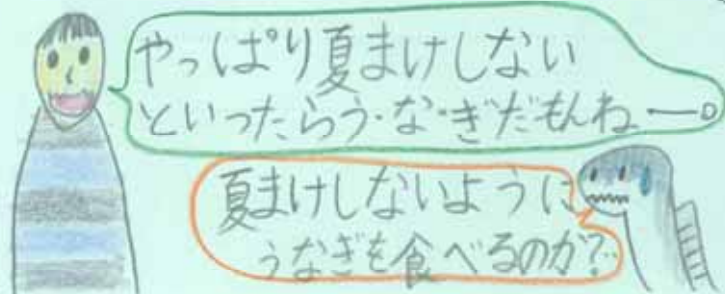 やっぱり夏まけしない
といったらう・な・ぎだもんねー。
夏まけしないように
うなぎを食べるのか?